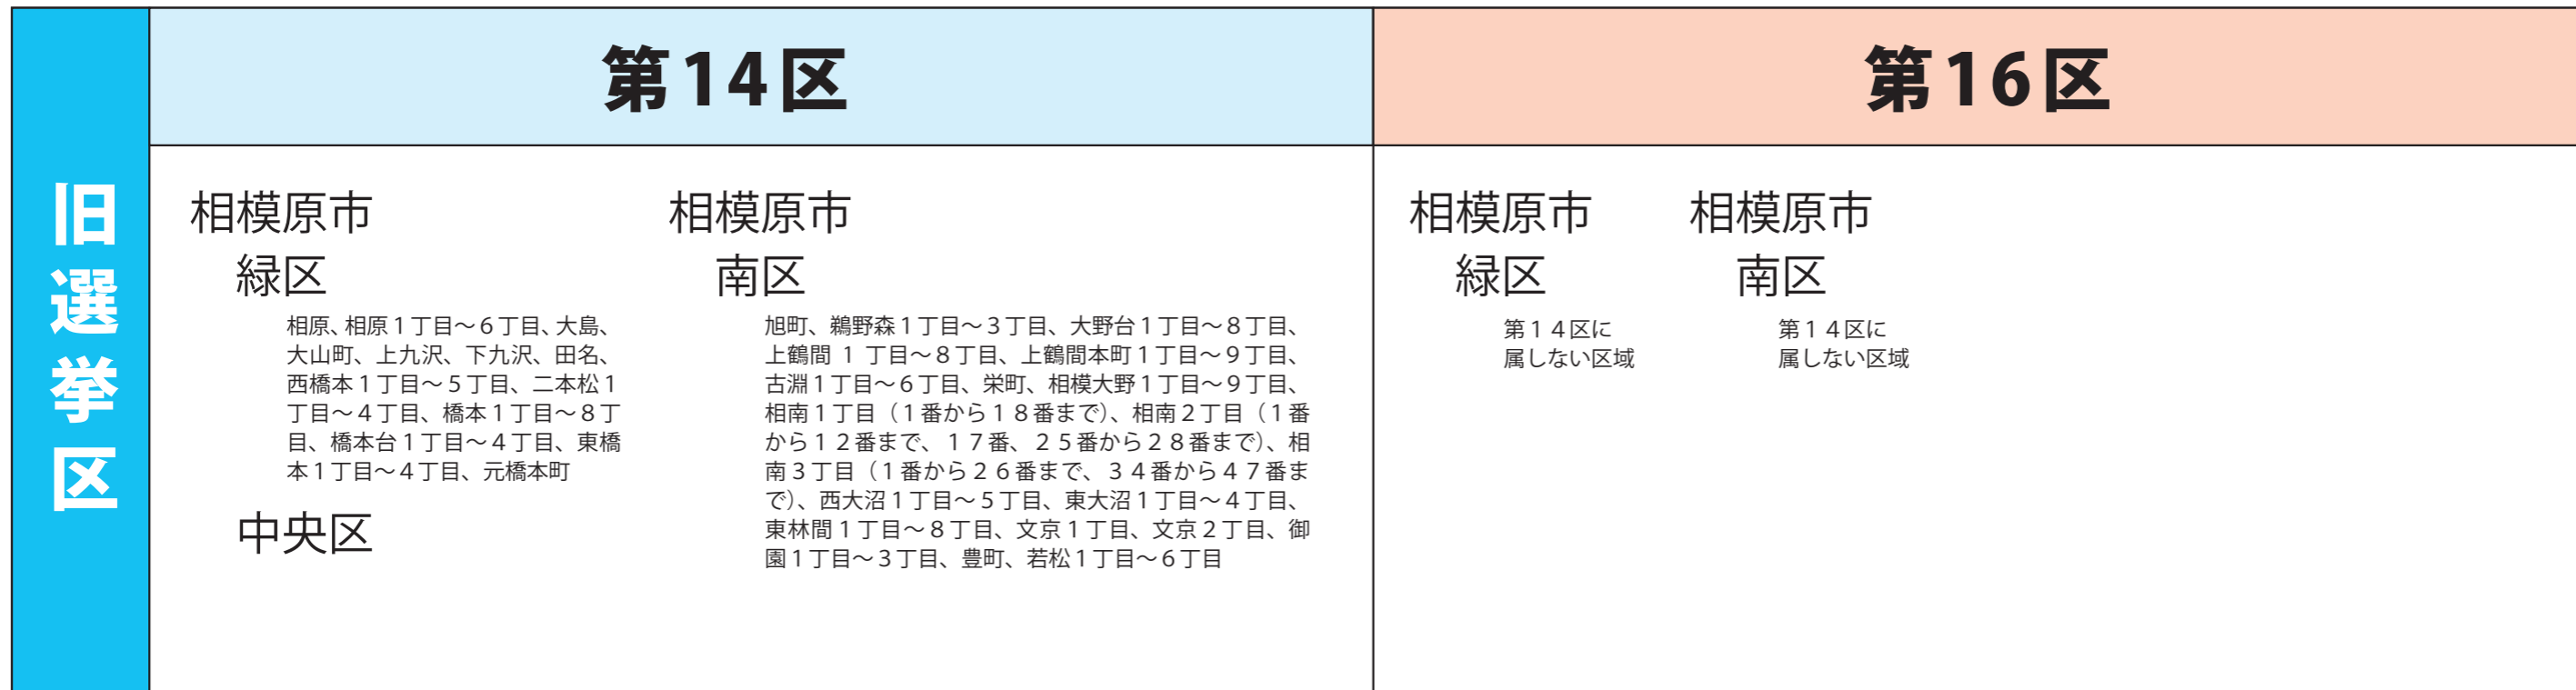 旧選挙区
第14区
相模原市
緑区
相原、相原１丁目～６丁目、大島、
大山町、上九沢、下九沢、田名、
西橋本１丁目～５丁目、二本松１
丁目～４丁目、橋本１丁目～８丁
目、橋本台１丁目～４丁目、東橋
本１丁目～４丁目、元橋本町
中央区
相模原市
南区
旭町、鵜野森１丁目～３丁目、大野台１丁目～８丁目、
上鶴間 １ 丁目～８丁目、上鶴間本町１丁目～９丁目、
古淵１丁目～６丁目、栄町、相模大野１丁目～９丁目、
相南１丁目（１番から１８番まで）、相南２丁目（１番
から１２番まで、１７番、２５番から２８番まで）、相
南３丁目（１番から２６番まで、３４番から４７番ま
で）、西大沼１丁目～５丁目、東大沼１丁目～４丁目、
東林間１丁目～８丁目、文京１丁目、文京２丁目、御
園１丁目～３丁目、豊町、若松１丁目～６丁目
第16区
相模原市
緑区
第１４区に
属しない区域
相模原市
南区
第１４区に
属しない区域